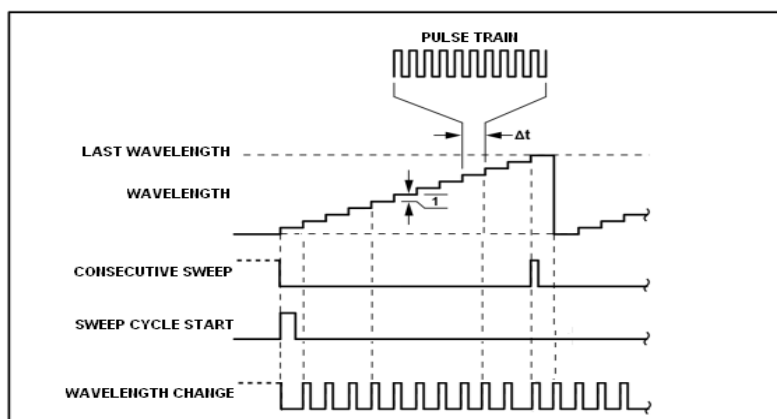 PULSE TRAIN
Δt
LAST WAVELENGTH
WAVELENGTH
1
CONSECUTIVE SWEEP
SWEEP CYCLE START
WAVELENGTH CHANGE